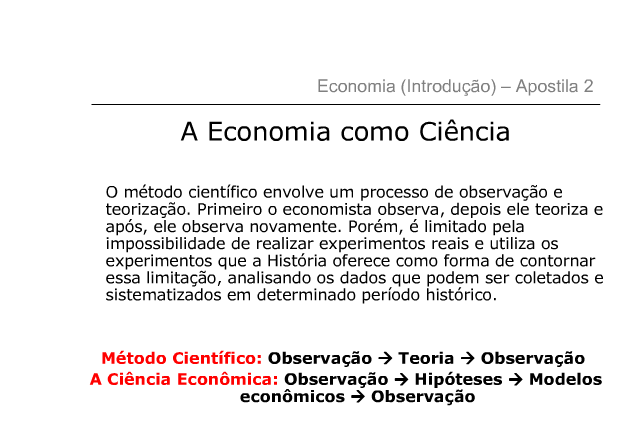 Economia (Introdução) – Apostila 2
A Economia como Ciência
O método científico envolve um processo de observação e
teorização. Primeiro o economista observa, depois ele teoriza e
após, ele observa novamente. Porém, é limitado pela
impossibilidade de realizar experimentos reais e utiliza os
experimentos que a História oferece como forma de contornar
essa limitação, analisando os dados que podem ser coletados e
sistematizados em determinado período histórico.
Método Científico: Observação → Teoria → Observação
A Ciência Econômica: Observação → Hipóteses → Modelos
econômicos → Observação